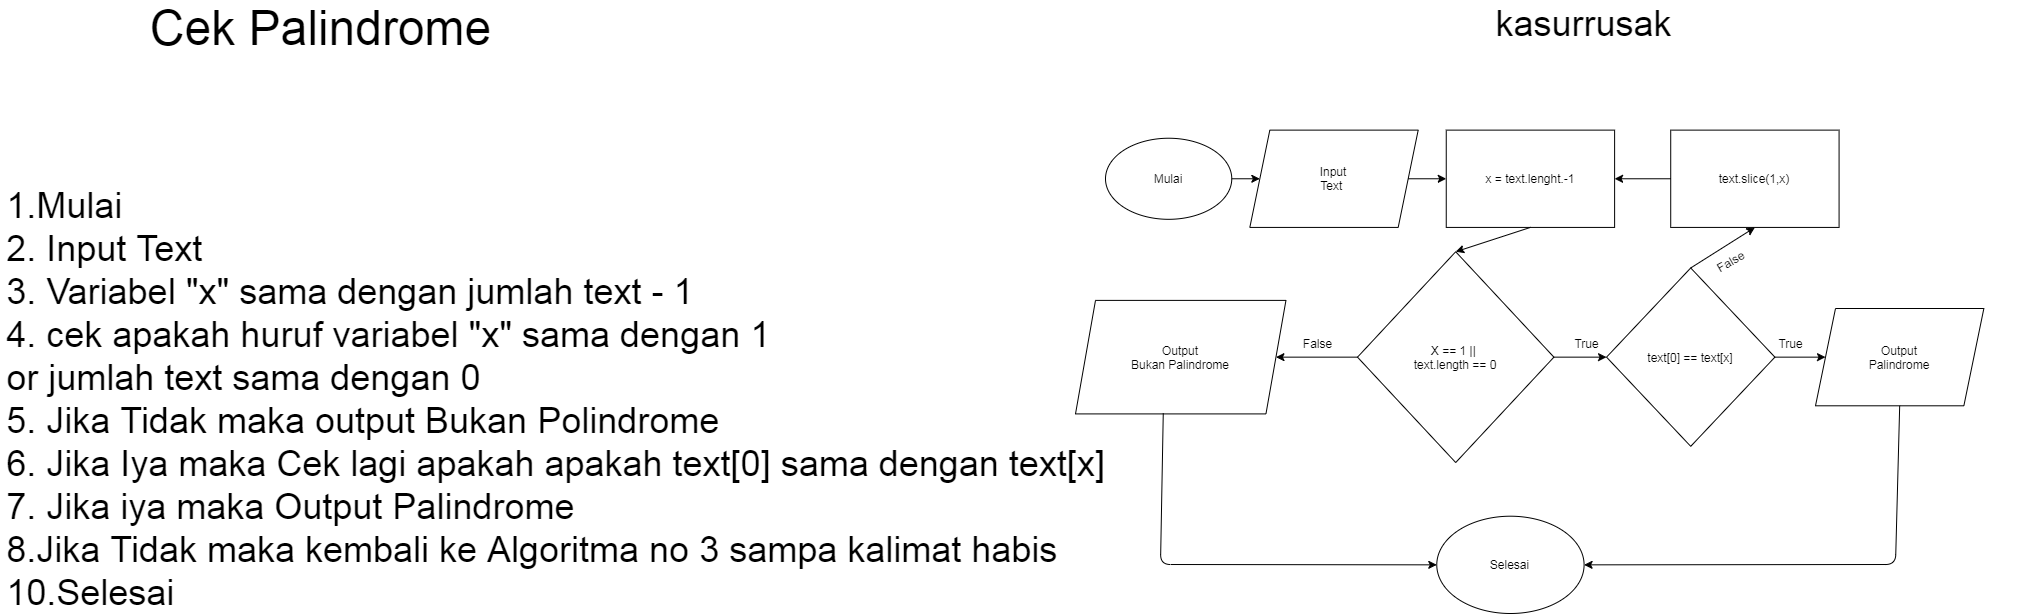 Cek Palindrome
1.Mulai
2. Input Text
3. Variabel "x" sama dengan jumlah text - 1
4. cek apakah huruf variabel "x" sama dengan 1
or jumlah text sama dengan 0
5. Jika Tidak maka output Bukan Polindrome
6. Jika Iya maka Cek lagi apakah apakah text[0] sama dengan text[x]
7. Jika iya maka Output Palindrome
8.Jika Tidak maka kembali ke Algoritma no 3 sampa kalimat habis
10.Selesai
kasurrusak
Mulai
Input
Text
x = text.lenght.-1
text.slice(1,x)
False
Output
Bukan Palindrome
False
X == 1 ||
text.length == 0
True
text[0] == text[x]
True
Output
Palindrome
Selesai